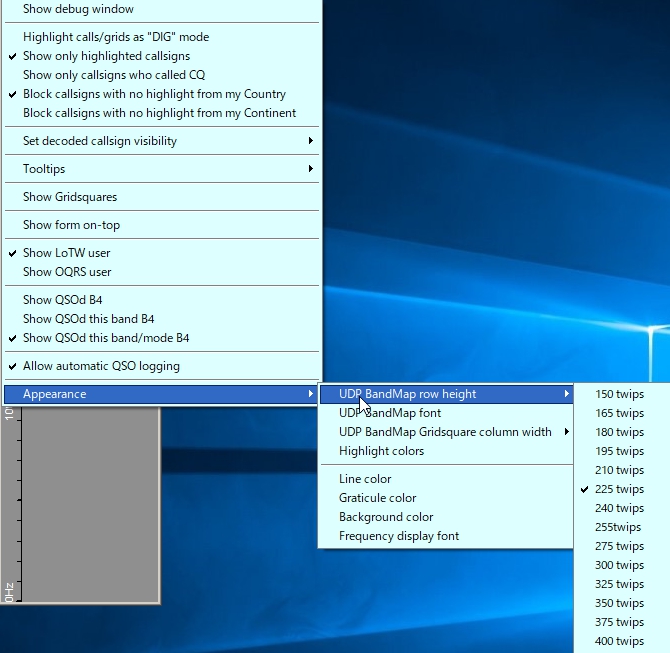 Show debug window
Highlight calls/grids as "DIG" mode
Show only highlighted callsigns
Show only callsigns who called CQ
Block callsigns with no highlight from my Country
Block callsigns with no highlight from my Continent
Set decoded callsign visibility
Tooltips
Show Gridsquares
Show form on-top
Show LoTW user
Show OQRS user
Show QSOd B4
Show QSOd this band B4
Show QSOd this band/mode B4
Allow automatic QSO logging
Appearance
UDP BandMap row height
UDP BandMap font
UDP BandMap Gridsquare column width
Highlight colors
Line color
Graticule color
Background color
Frequency display font
150 twips
165 twips
180 twips
195 twips
210 twips
225 twips
240 twips
255twips
275 twips
300 twips
325 twips
350 twips
375 twips
400 twips
0Hz